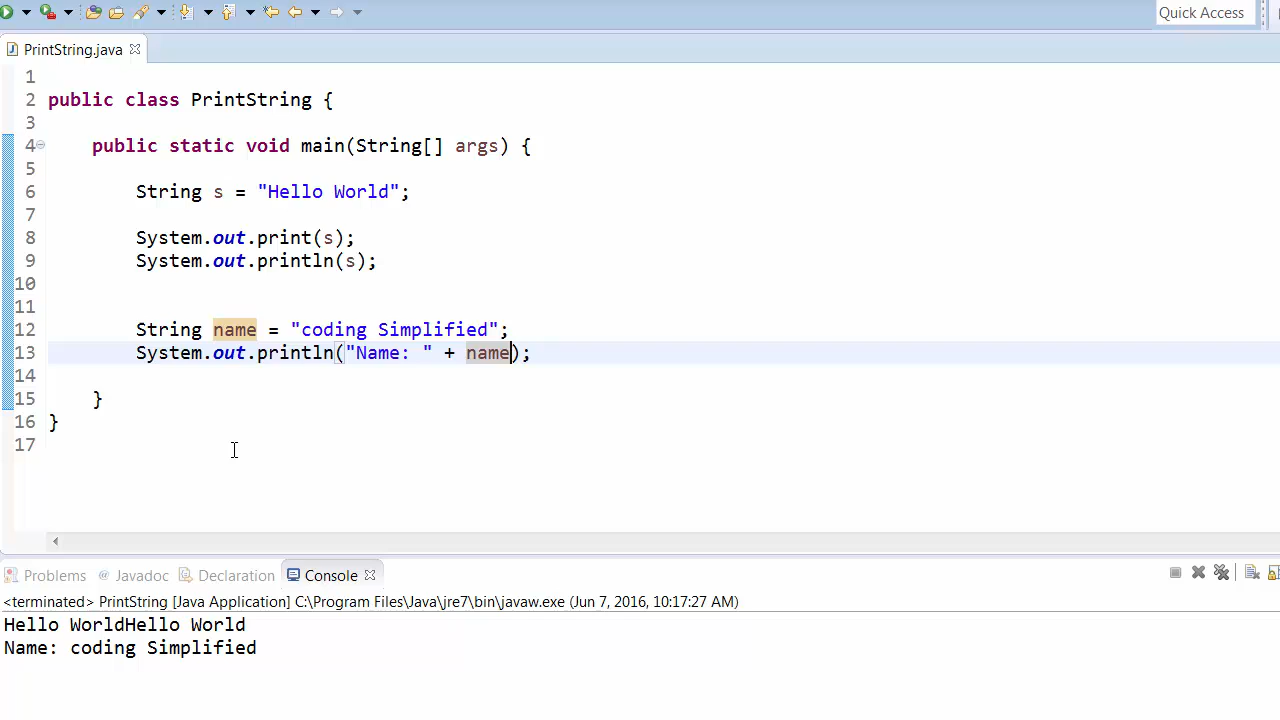 Quick Access
PrintString.java
1
2 public class PrintString {
3
4 public static void main(String[] args) {
5
6 String s = "Hello World";
7
8 System.out.print(s);
9 System.out.println(s);
10
11
12 String name = "coding Simplified";
13 System.out.println("Name: " + name);
14
15 }
16 }
17
Problems @ Javadoc Declaration Console
<terminated> PrintString [Java Application] C:\Program Files\Java\jre7\bin\javaw.exe (Jun 7, 2016, 10:17:27 AM)
Hello WorldHello World
Name: coding Simplified